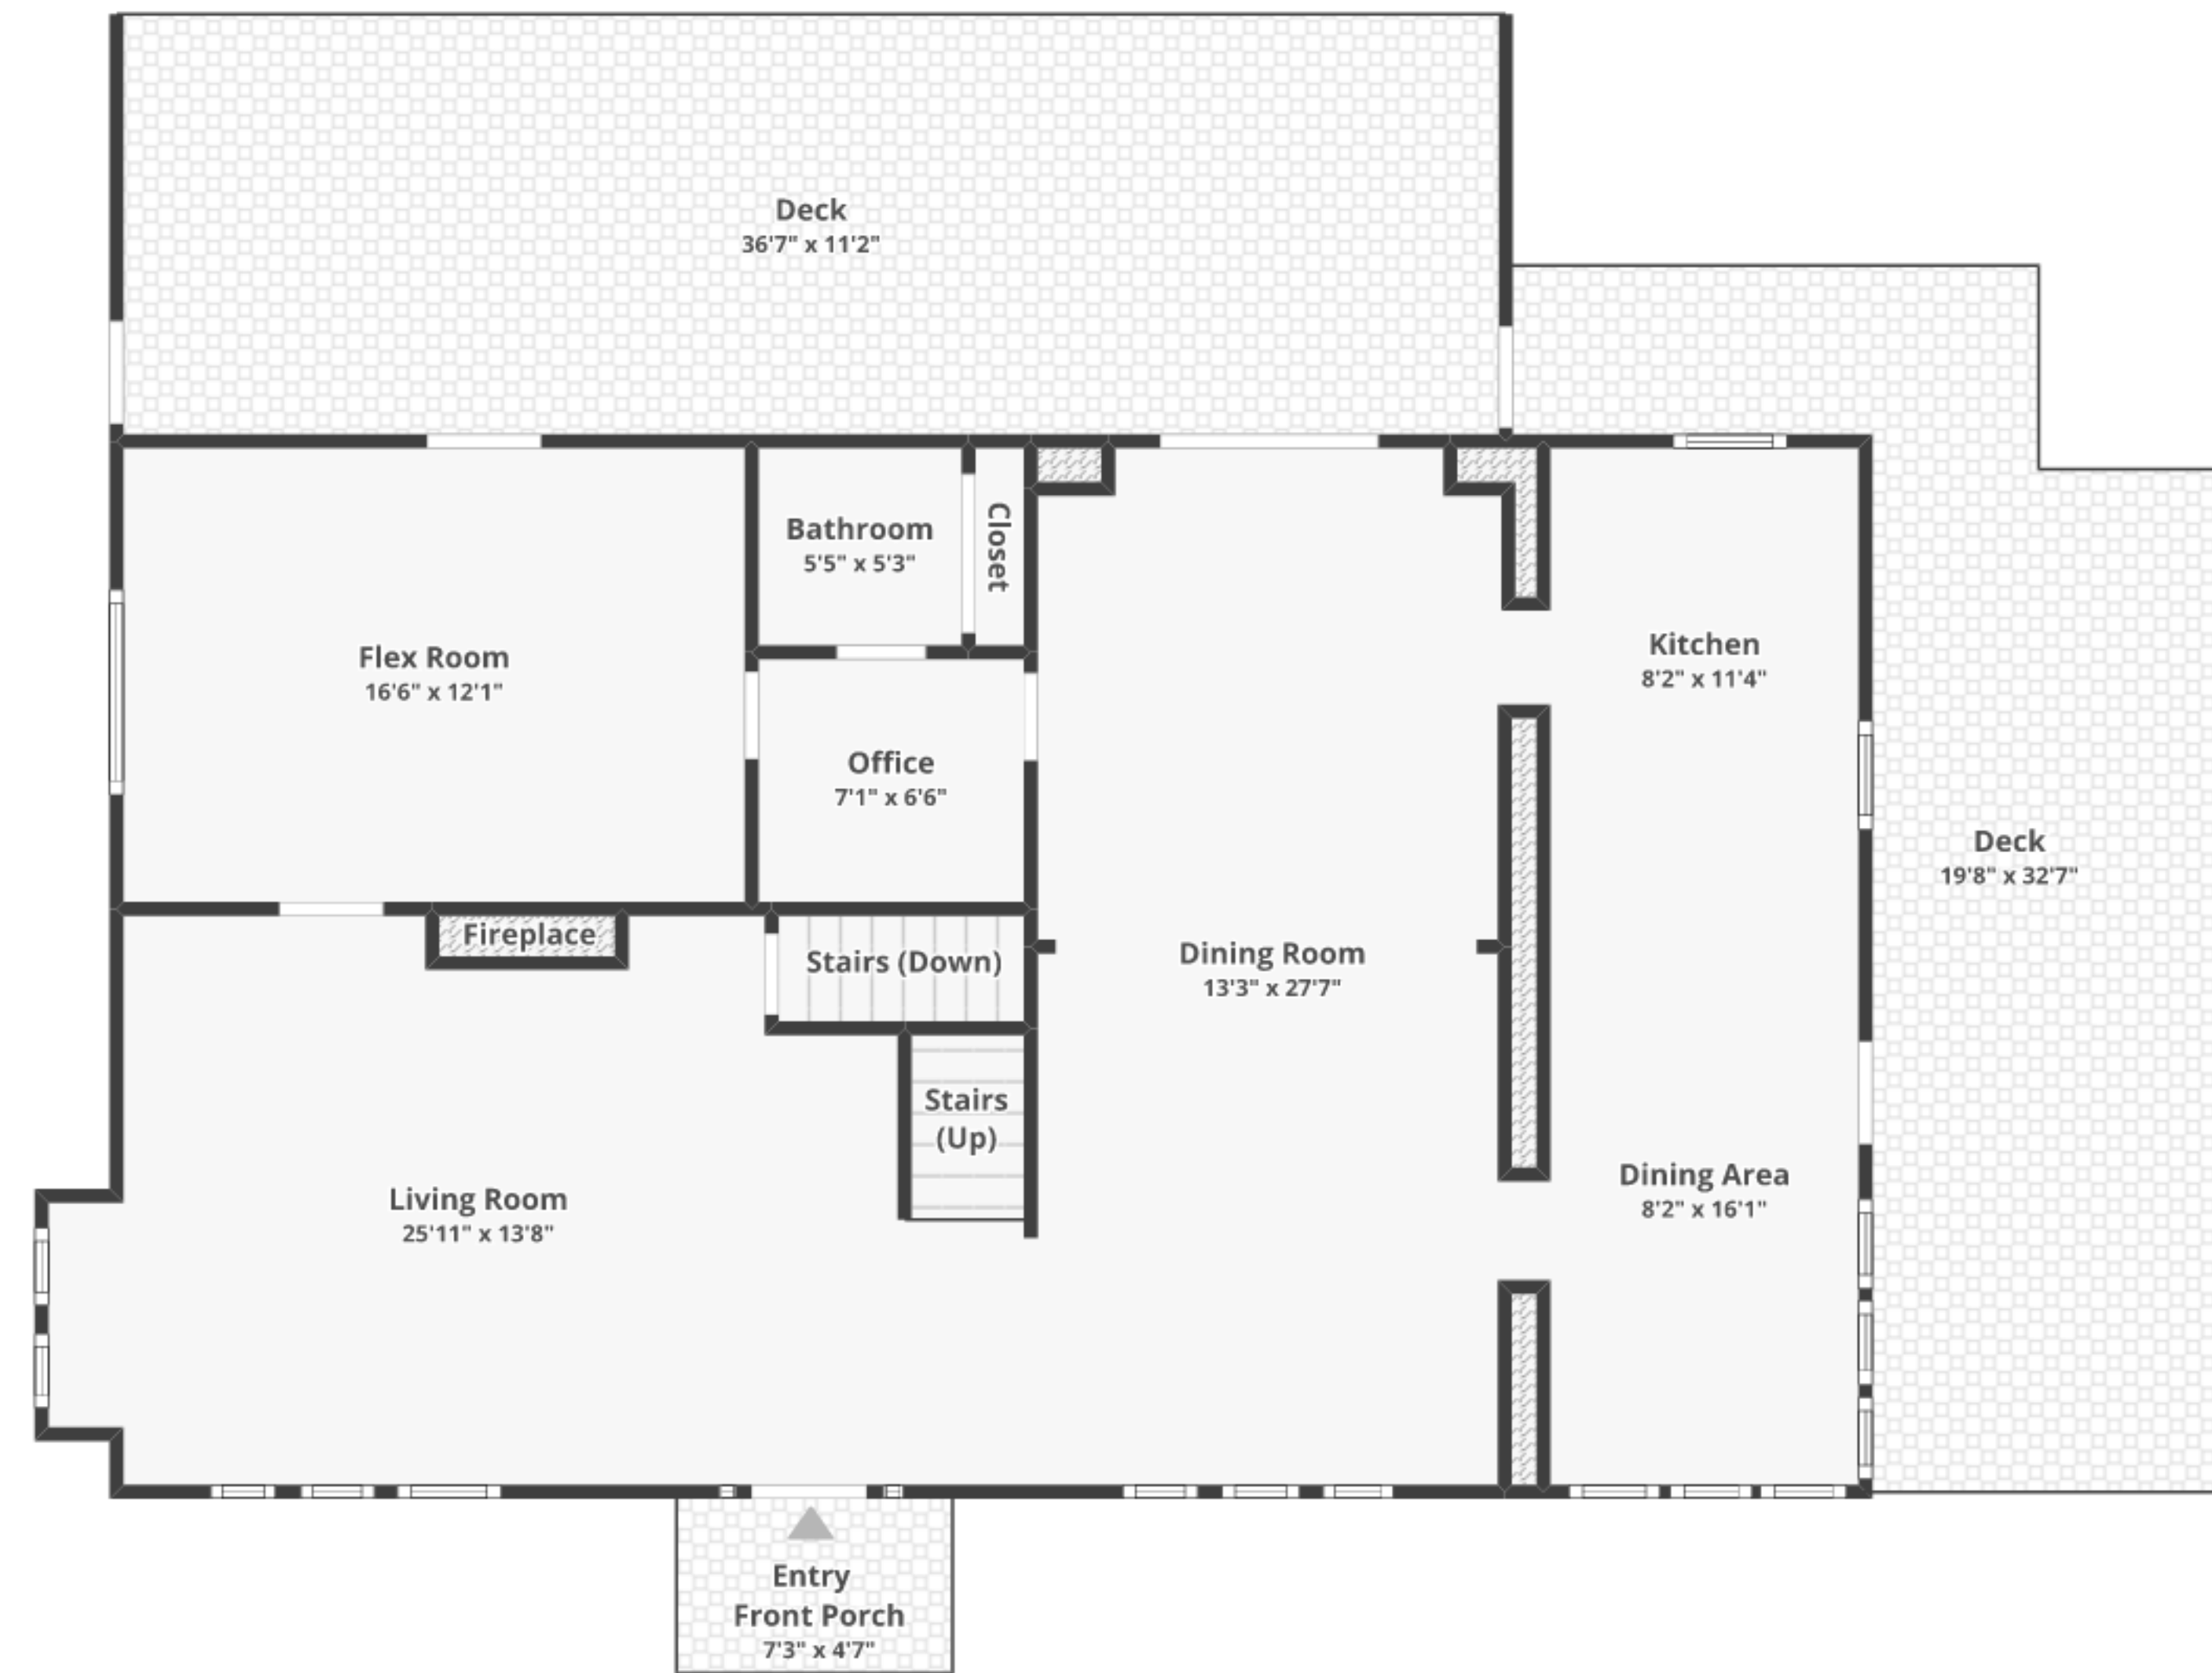 Deck
36'7" x 11'2"
Bathroom
5'5" x 5'3"
Closet
Flex Room
16'6" x 12'1"
Kitchen
8'2" x 11'4"
Office
7'1" x 6'6"
Deck
19'8" x 32'7"
Fireplace
Stairs (Down)
Dining Room
13'3" x 27'7"
Stairs
(Up)
Living Room
25'11" x 13'8"
Dining Area
8'2" x 16'1"
Entry
Front Porch
7'3" x 4'7"